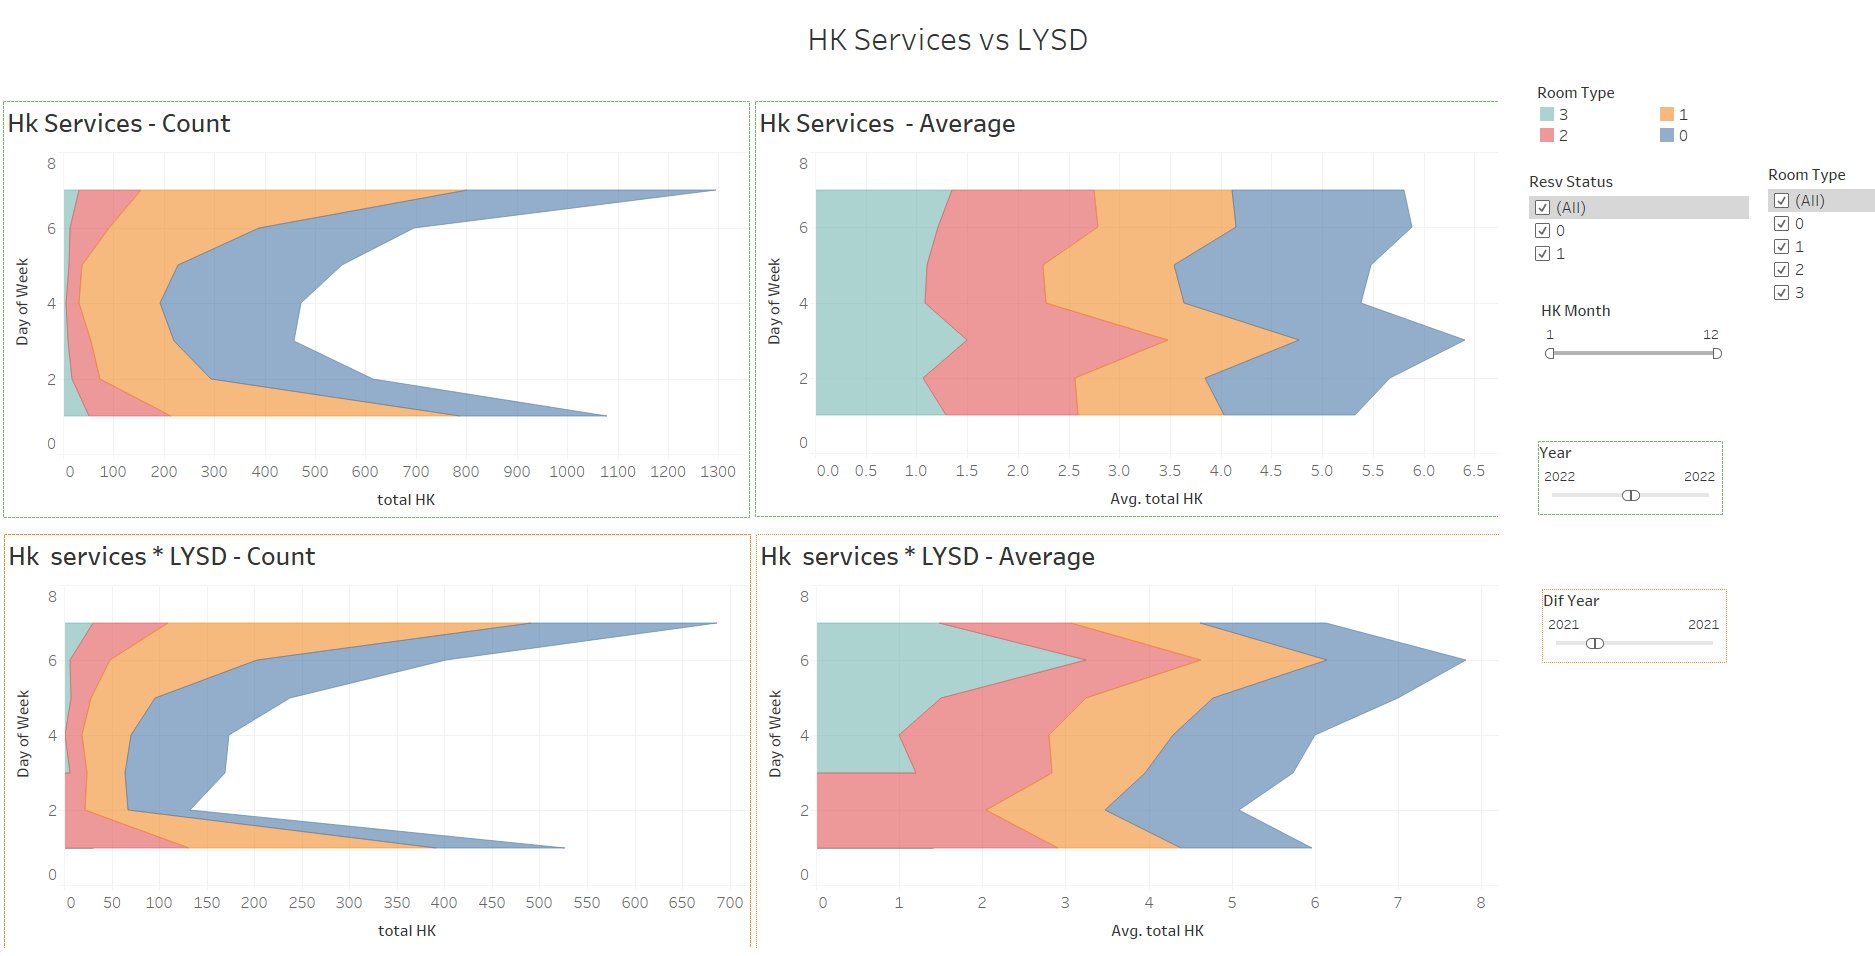 HK Services vs LYSD
Hk Services - Count
8
6
4
2
0
Day of Week
0 100 200 300 400 500 600 700 800 900 1000 1100 1200 1300
total HK
Hk Services - Average
8
6
4
2
0
Day of Week
0.0 0.5 1.0 1.5 2.0 2.5 3.0 3.5 4.0 4.5 5.0 5.5 6.0 6.5
Avg. total HK
Hk services * LYSD - Count
8
6
4
2
0
Day of Week
0 50 100 150 200 250 300 350 400 450 500 550 600 650 700
total HK
Hk services * LYSD - Average
8
6
4
2
0
Day of Week
0 1 2 3 4 5 6 7 8
Avg. total HK
Room Type
3 1
2 0
Resv Status
(All)
0
1
Room Type
(All)
0
1
2
3
HK Month
1 12
Year
2022 2022
Dif Year
2021 2021